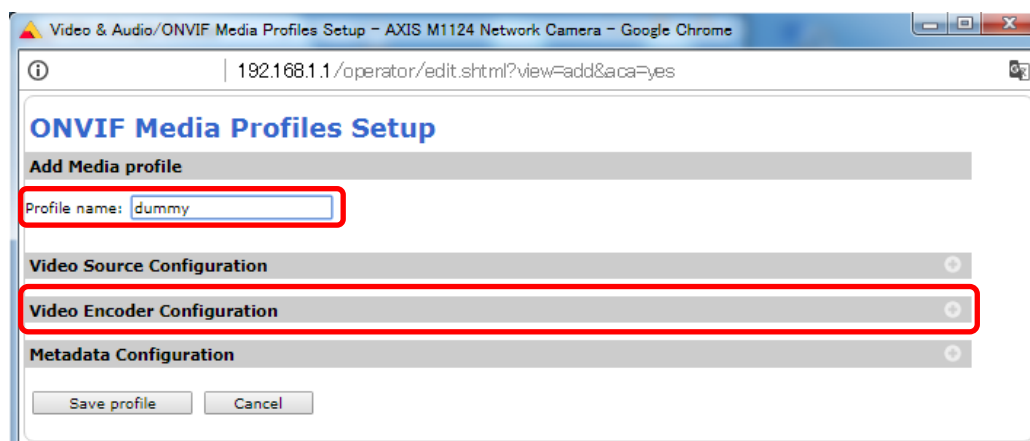 Video & Audio/ONVIF Media Profiles Setup - AXIS M1124 Network Camera - Google Chrome
192.168.1.1/operator/edit.shtml?view=add&aca=yes
ONVIF Media Profiles Setup
Add Media profile
Profile name: dummy
Video Source Configuration
Video Encoder Configuration
Metadata Configuration
Save profile Cancel